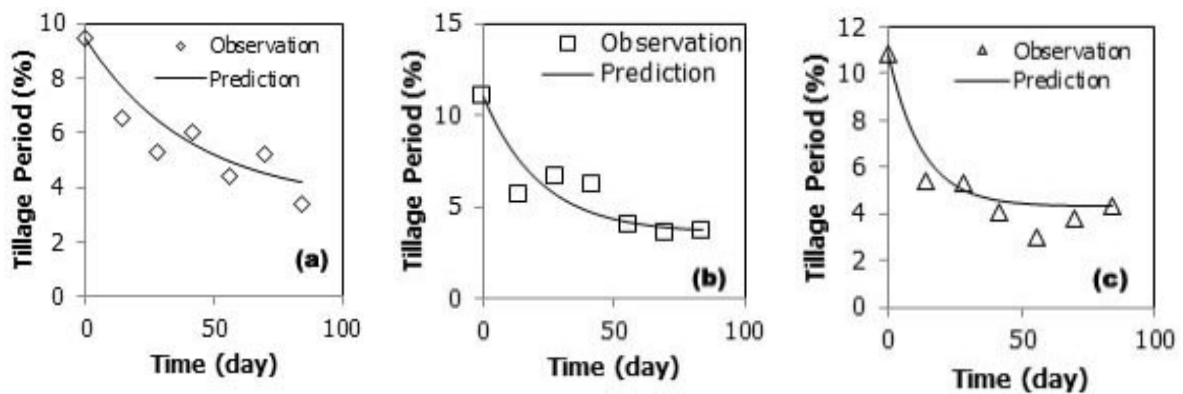 10
8
6
4
2
0
Tillage Period (%)
Observation
Prediction
(a)
0 50 100
Time (day)
15
10
5
0
Tillage Period (%)
Observation
Prediction
(b)
0 50 100
Time (day)
12
10
8
6
4
2
0
Tillage Period (%)
Observation
Prediction
(c)
0 50 100
Time (day)